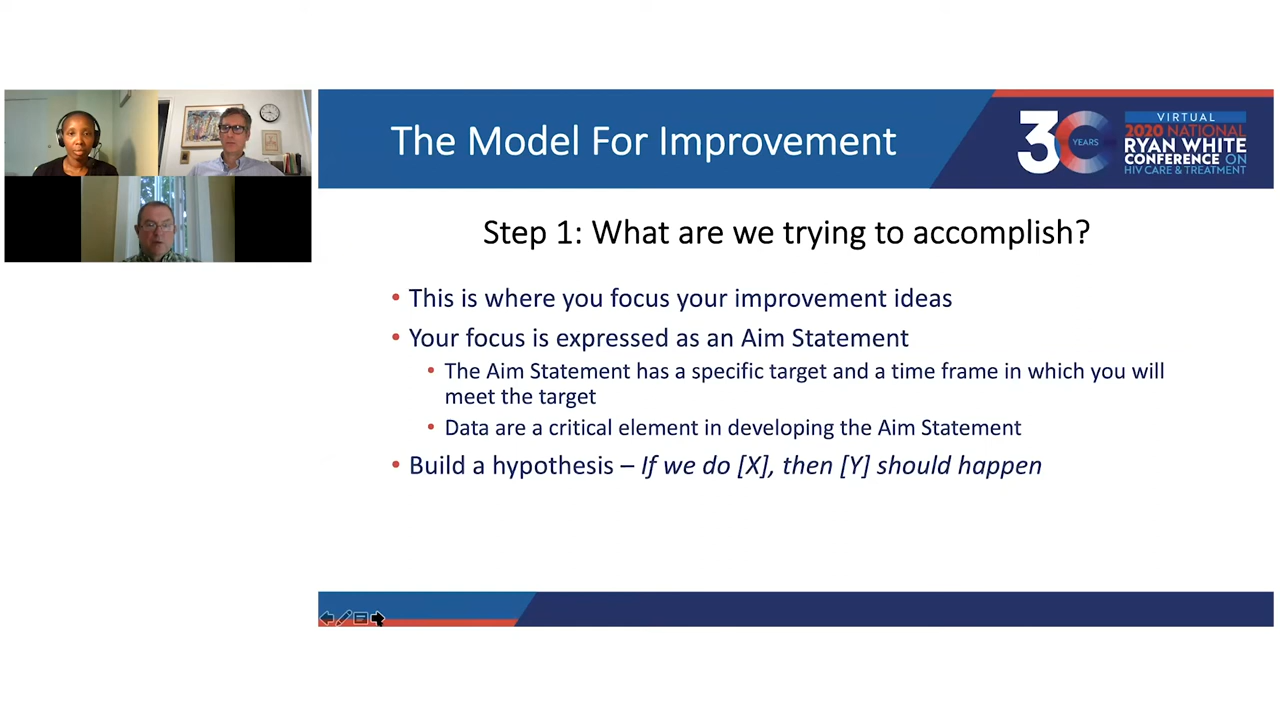 The Model For Improvement
30
YEARS
VIRTUAL
2020 NATIONAL
RYAN WHITE
CONFERENCE ON
HIV CARE & TREATMENT
Step 1: What are we trying to accomplish?
• This is where you focus your improvement ideas
• Your focus is expressed as an Aim Statement
• The Aim Statement has a specific target and a time frame in which you will
meet the target
• Data are a critical element in developing the Aim Statement
• Build a hypothesis – If we do [X], then [Y] should happen